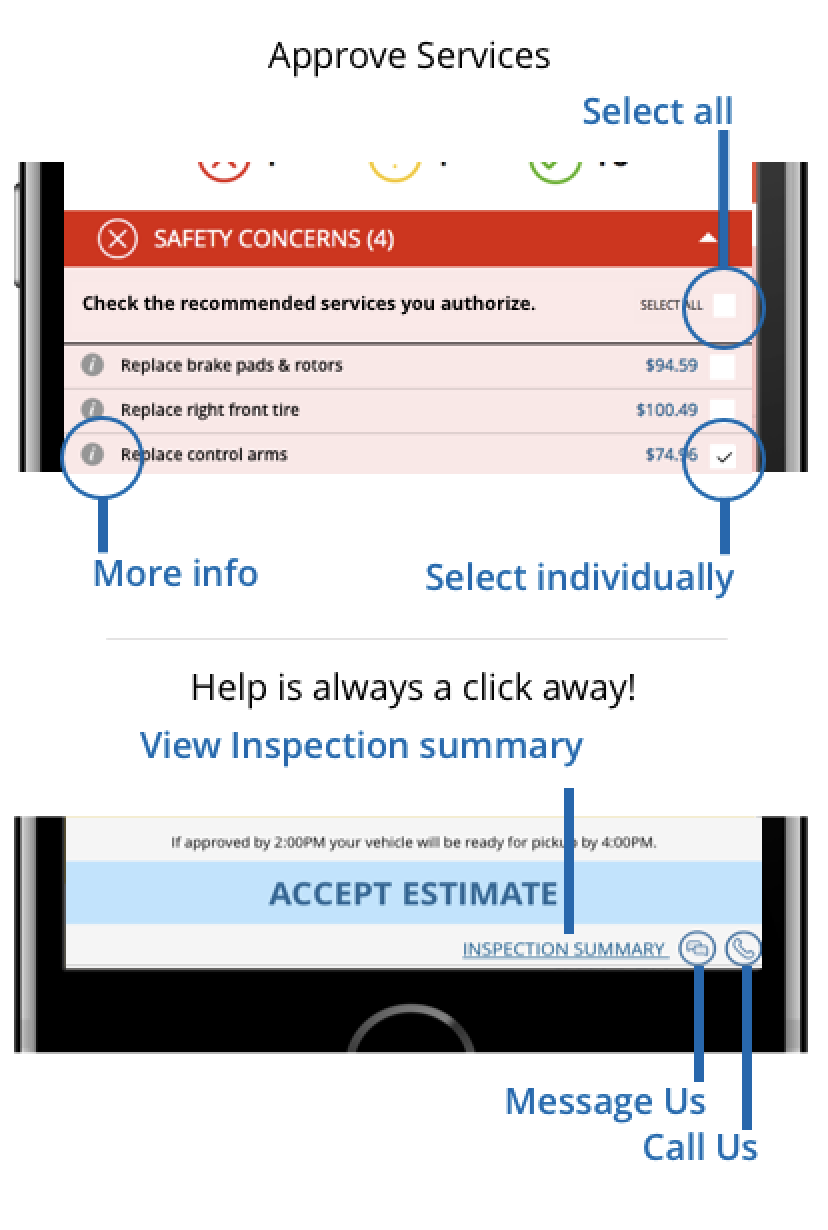 Approve Services
Select all
SAFETY CONCERNS (4)
Check the recommended services you authorize.
SELECT ALL
Replace brake pads & rotors $94.59
Replace right front tire $100.49
Replace control arms $74.96
More info
Select individually
Help is always a click away!
View Inspection summary
If approved by 2:00PM your vehicle will be ready for pickup by 4:00PM.
ACCEPT ESTIMATE
INSPECTION SUMMARY
Message Us
Call Us